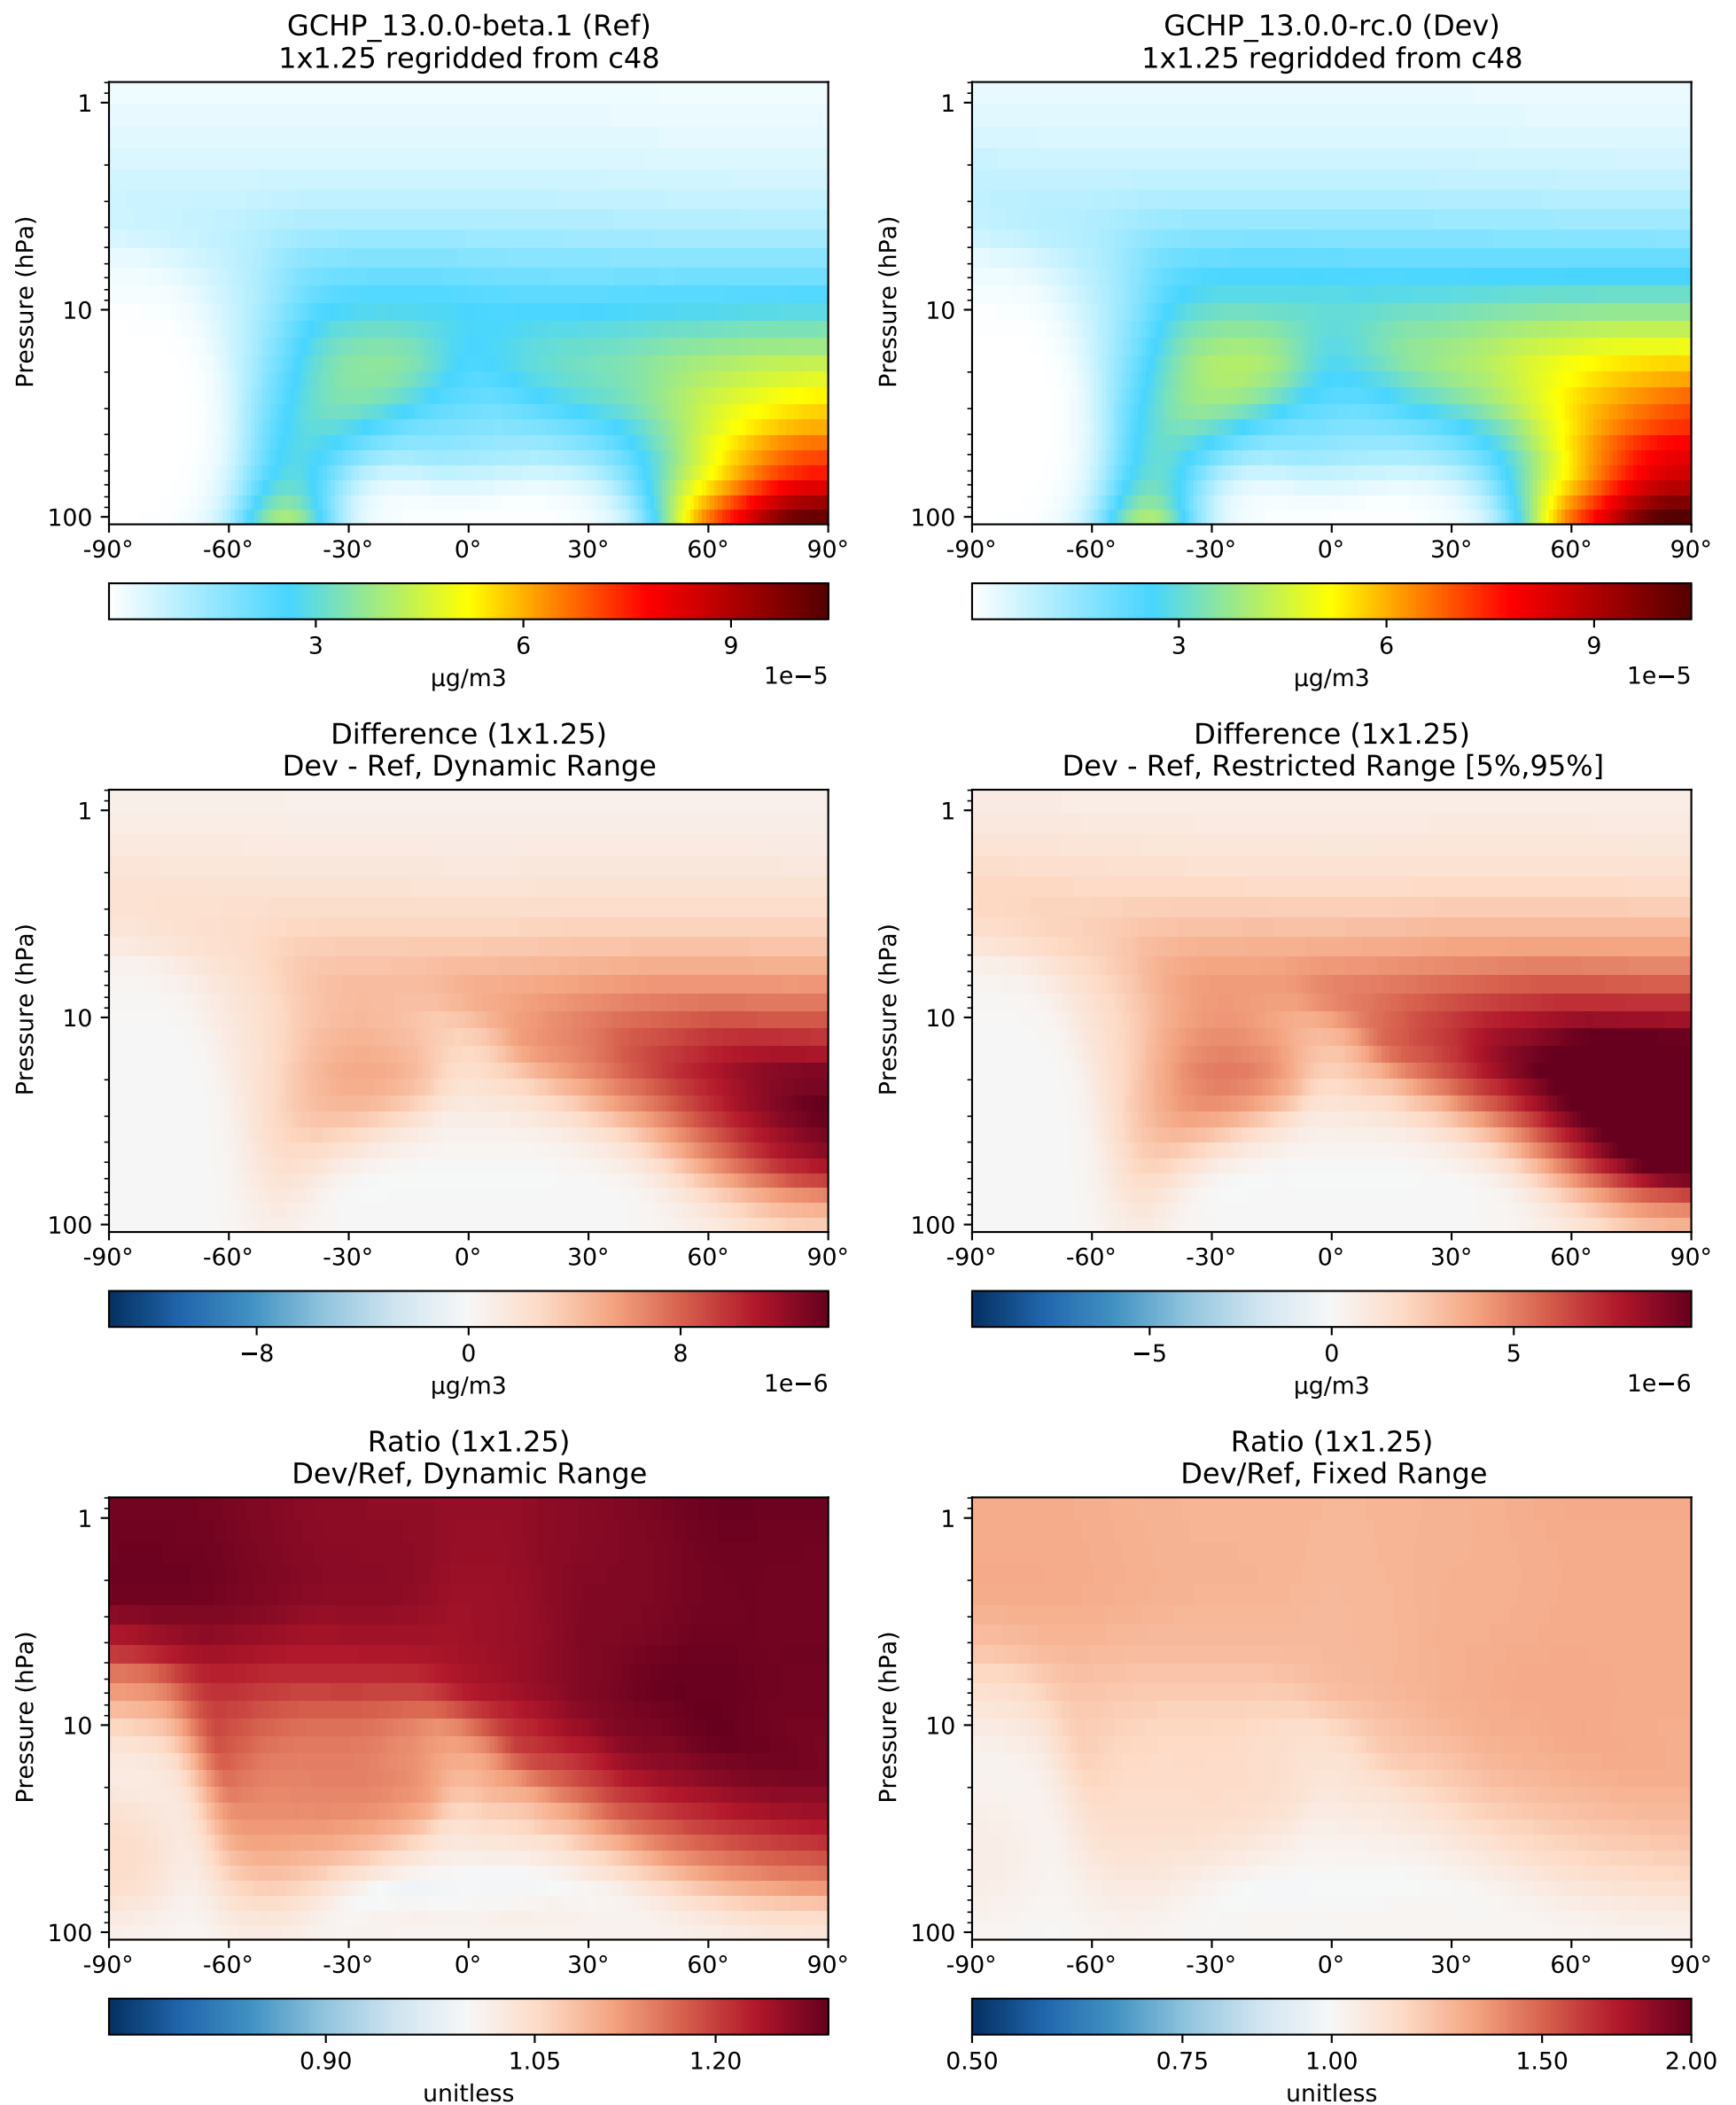 GCHP_13.0.0-beta.1 (Ref)
1x1.25 regridded from c48
Pressure (hPa)
1
10
100
-90° -60° -30° 0° 30° 60° 90°
3 6 9
µg/m3
1e−5
GCHP_13.0.0-rc.0 (Dev)
1x1.25 regridded from c48
Pressure (hPa)
1
10
100
-90° -60° -30° 0° 30° 60° 90°
3 6 9
µg/m3
1e−5
Difference (1x1.25)
Dev - Ref, Dynamic Range
Pressure (hPa)
1
10
100
-90° -60° -30° 0° 30° 60° 90°
−8 0 8
µg/m3
1e−6
Difference (1x1.25)
Dev - Ref, Restricted Range [5%,95%]
Pressure (hPa)
1
10
100
-90° -60° -30° 0° 30° 60° 90°
−5 0 5
µg/m3
1e−6
Ratio (1x1.25)
Dev/Ref, Dynamic Range
Pressure (hPa)
1
10
100
-90° -60° -30° 0° 30° 60° 90°
0.90 1.05 1.20
unitless
Ratio (1x1.25)
Dev/Ref, Fixed Range
Pressure (hPa)
1
10
100
-90° -60° -30° 0° 30° 60° 90°
0.50 0.75 1.00 1.50 2.00
unitless